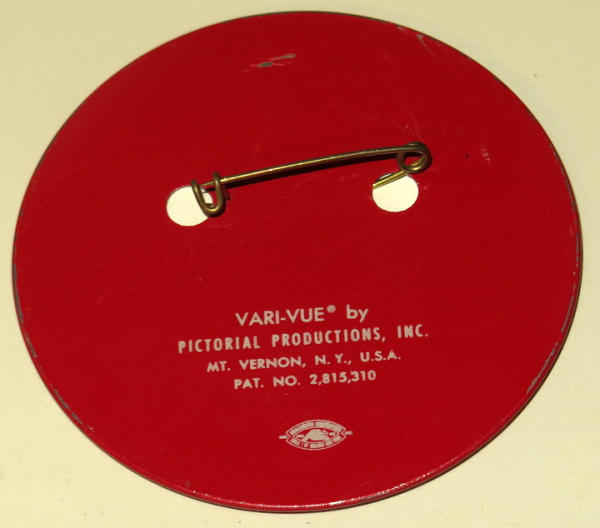 VARI-VUE® by
PICTORIAL PRODUCTIONS, INC.
MT. VERNON, N.Y., U.S.A.
PAT. NO. 2,815,310